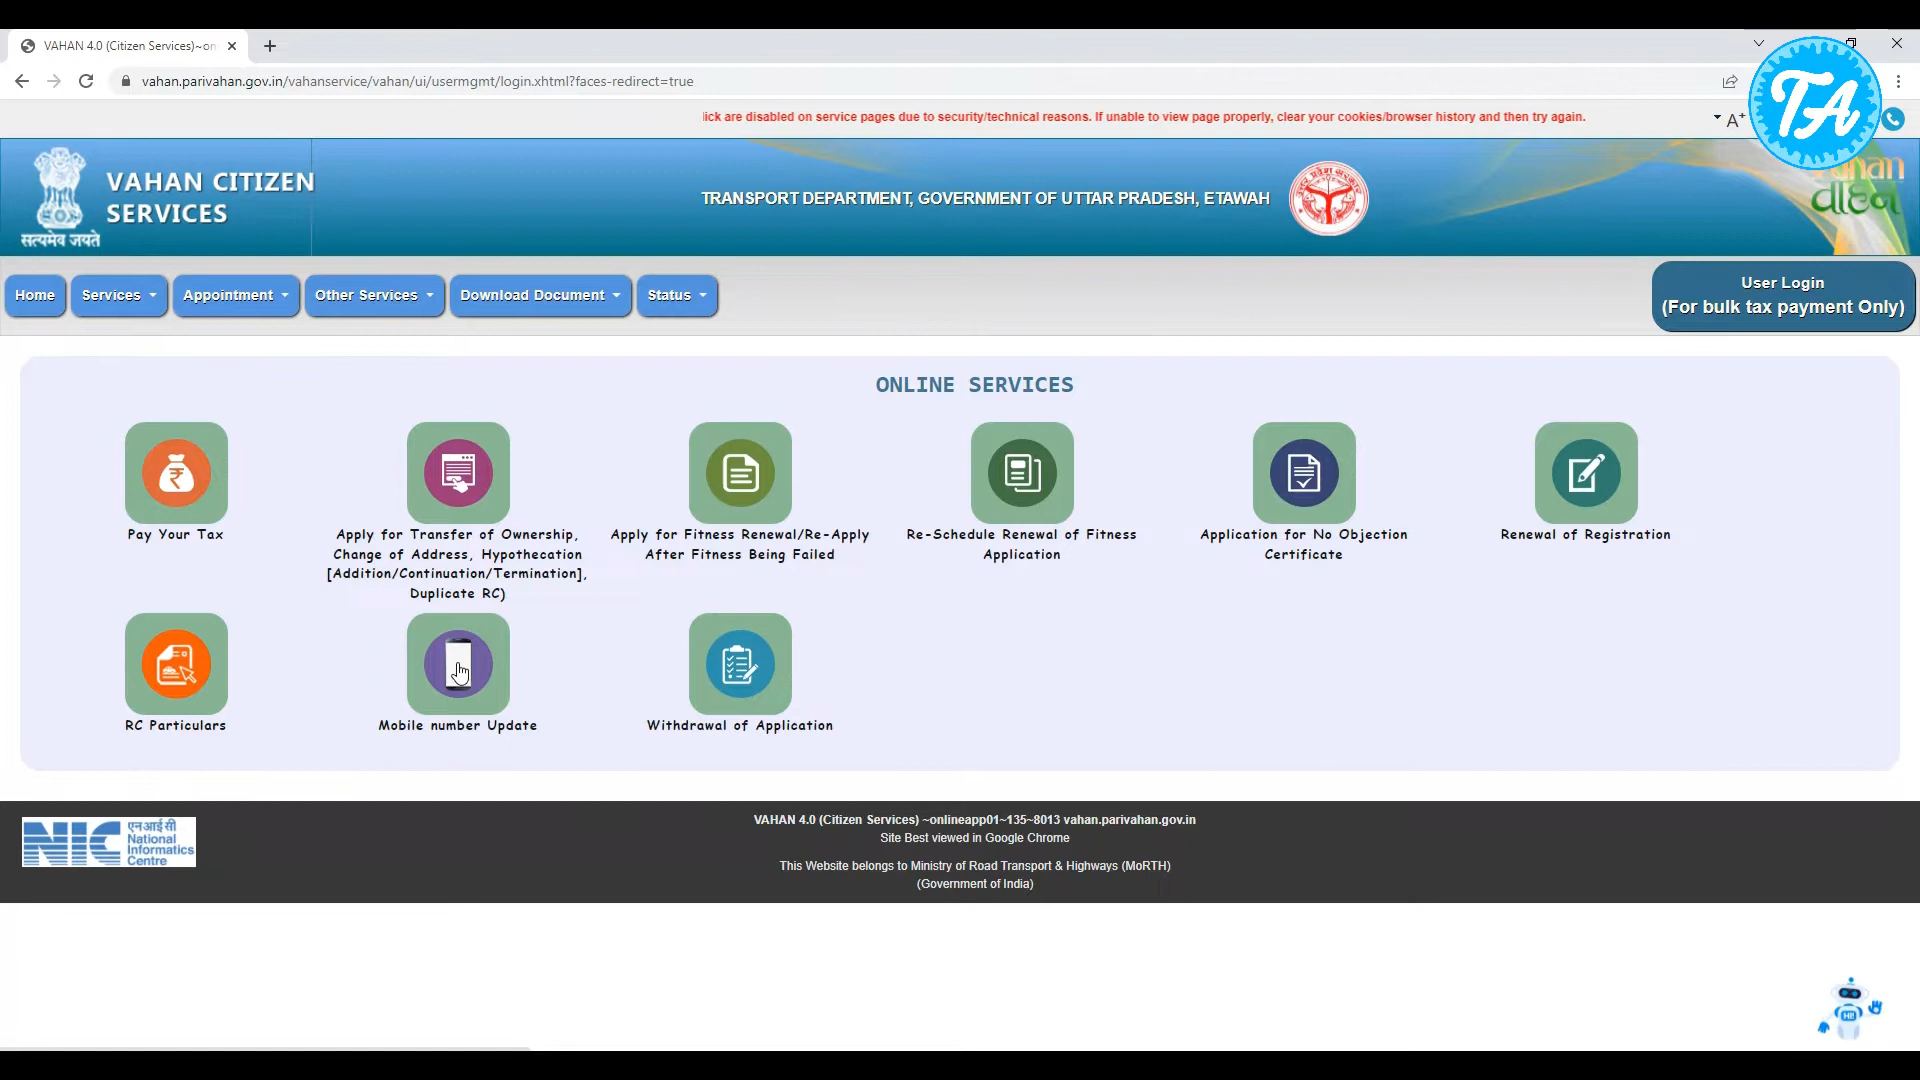 VAHAN 4.0 (Citizen Services)~on
vahan.parivahan.gov.in/vahanservice/vahan/ui/usermgmt/login.xhtml?faces-redirect=true
are disabled on service pages due to security/technical reasons. If unable to view page properly, clear your cookies/browser history and then try again.
A+
TA
VAHAN CITIZEN
SERVICES
सत्यमेव जयते
TRANSPORT DEPARTMENT, GOVERNMENT OF UTTAR PRADESH, ETAWAH
वाहन
Home
Services
Appointment
Other Services
Download Document
Status
User Login
(For bulk tax payment Only)
ONLINE SERVICES
Pay Your Tax
Apply for Transfer of Ownership,
Change of Address, Hypothecation
[Addition/Continuation/Termination],
Duplicate RC)
Apply for Fitness Renewal/Re-Apply
After Fitness Being Failed
Re-Schedule Renewal of Fitness
Application
Application for No Objection
Certificate
Renewal of Registration
RC Particulars
Mobile number Update
Withdrawal of Application
NIC
एनआईसी
National
Informatics
Centre
VAHAN 4.0 (Citizen Services) ~onlineapp01~135~8013 vahan.parivahan.gov.in
Site Best viewed in Google Chrome
This Website belongs to Ministry of Road Transport & Highways (MoRTH)
(Government of India)
HI!